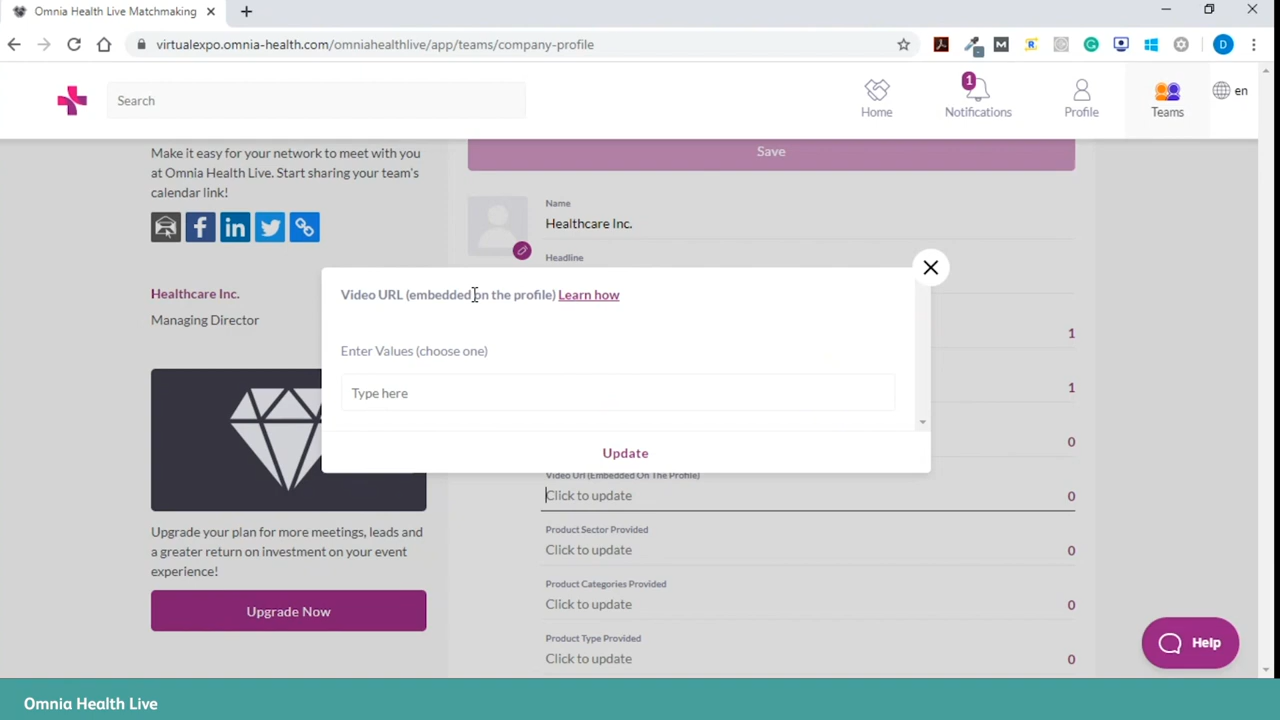 Omnia Health Live Matchmaking
virtualexpo.omnia-health.com/omniahealthlive/app/teams/company-profile
D
Search
Home
1
Notifications
Profile
Teams
en
Make it easy for your network to meet with you
at Omnia Health Live. Start sharing your team's
calendar link!
Healthcare Inc.
Managing Director
Upgrade your plan for more meetings, leads and
a greater return on investment on your event
experience!
Upgrade Now
Save
Name
Healthcare Inc.
Headline
1
1
0
Video URL (embedded on the profile) Learn how
Enter Values (choose one)
Type here
Update
Video Url (Embedded On The Profile)
Click to update 0
Product Sector Provided
Click to update 0
Product Categories Provided
Click to update 0
Product Type Provided
Click to update 0
Help
Omnia Health Live